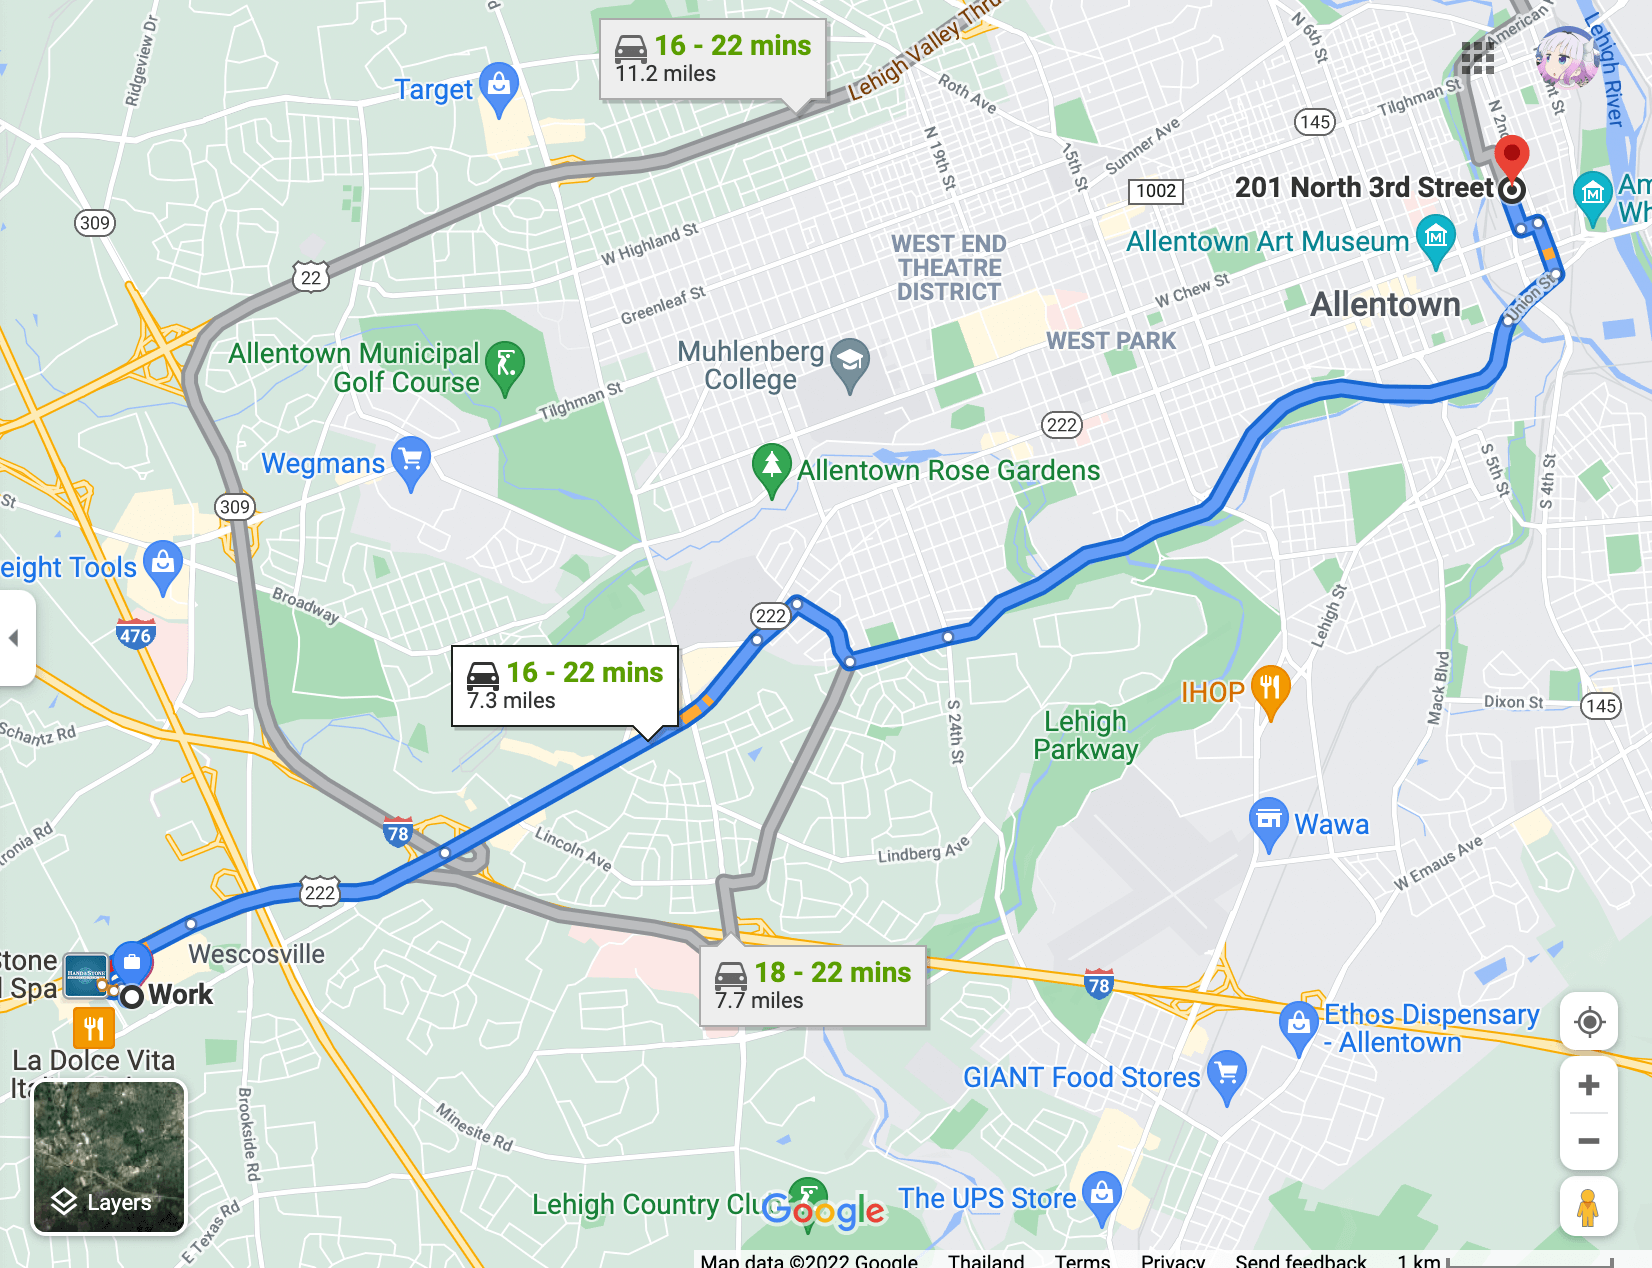 16 - 22 mins
11.2 miles
Lehigh Valley Thru
American
Lehigh River
N 6th St
Ridgeview Dr
Target
Roth Ave
Tilghman St
145
N 2nd
nt St
N 19th St
15th St
Sumner Ave
1002
201 North 3rd Street
Am
Wh
309
W Highland St
WEST END
THEATRE
DISTRICT
Allentown Art Museum
22
Greenleaf St
W Chew St
Union St
Allentown
Allentown Municipal
Golf Course
Muhlenberg
College
WEST PARK
Tilghman St
222
Wegmans
Allentown Rose Gardens
S 5th St
S 4th St
St
309
eight Tools
Broadway
222
476
Lehigh St
16 - 22 mins
7.3 miles
IHOP
Mack Blvd
Dixon St
145
Schantz Rd
S 24th St
Lehigh
Parkway
78
Lincoln Ave
Lindberg Ave
Wawa
W Emaus Ave
tronia Rd
222
Wescosville
Stone
l Spa
HAND & STONE
Work
18 - 22 mins
7.7 miles
78
Ethos Dispensary
- Allentown
La Dolce Vita
Ita
GIANT Food Stores
Brookside Rd
Minesite Rd
Layers
E Texas Rd
Lehigh Country Clu
Google
The UPS Store
Map data ©2022 Google Thailand Terms Privacy Send feedback 1 km